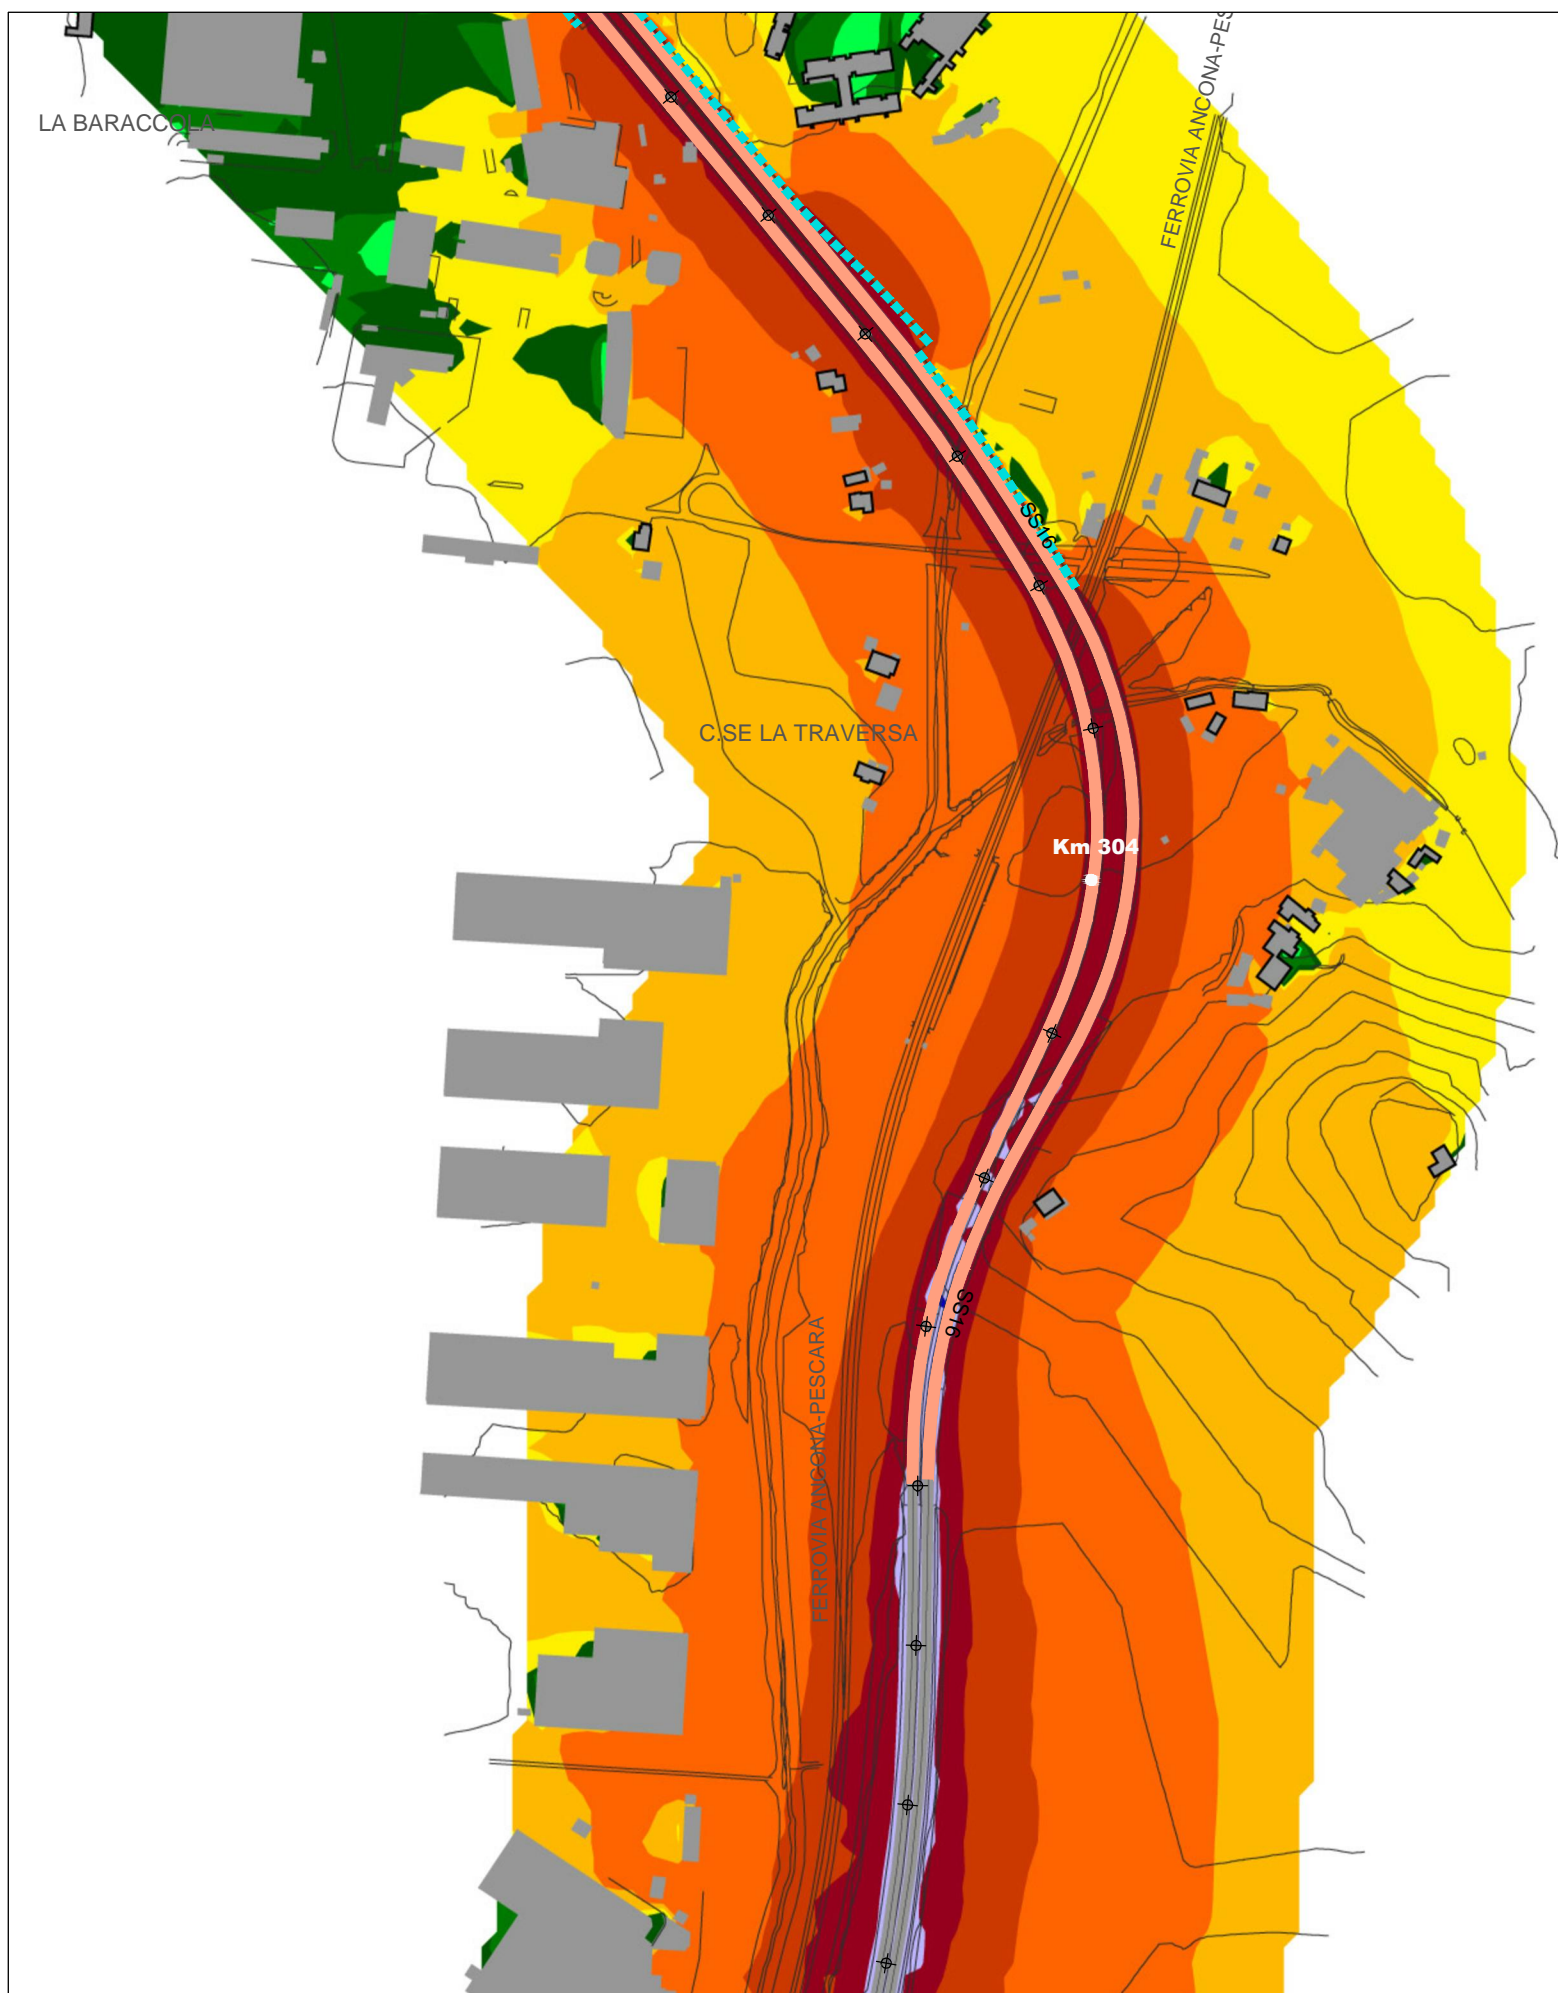 LA BARACCOLA
FERROVIA ANCONA-PES
SS16
C.SE LA TRAVERSA
Km 304
SS16
FERROVIA ANCONA-PESCARA